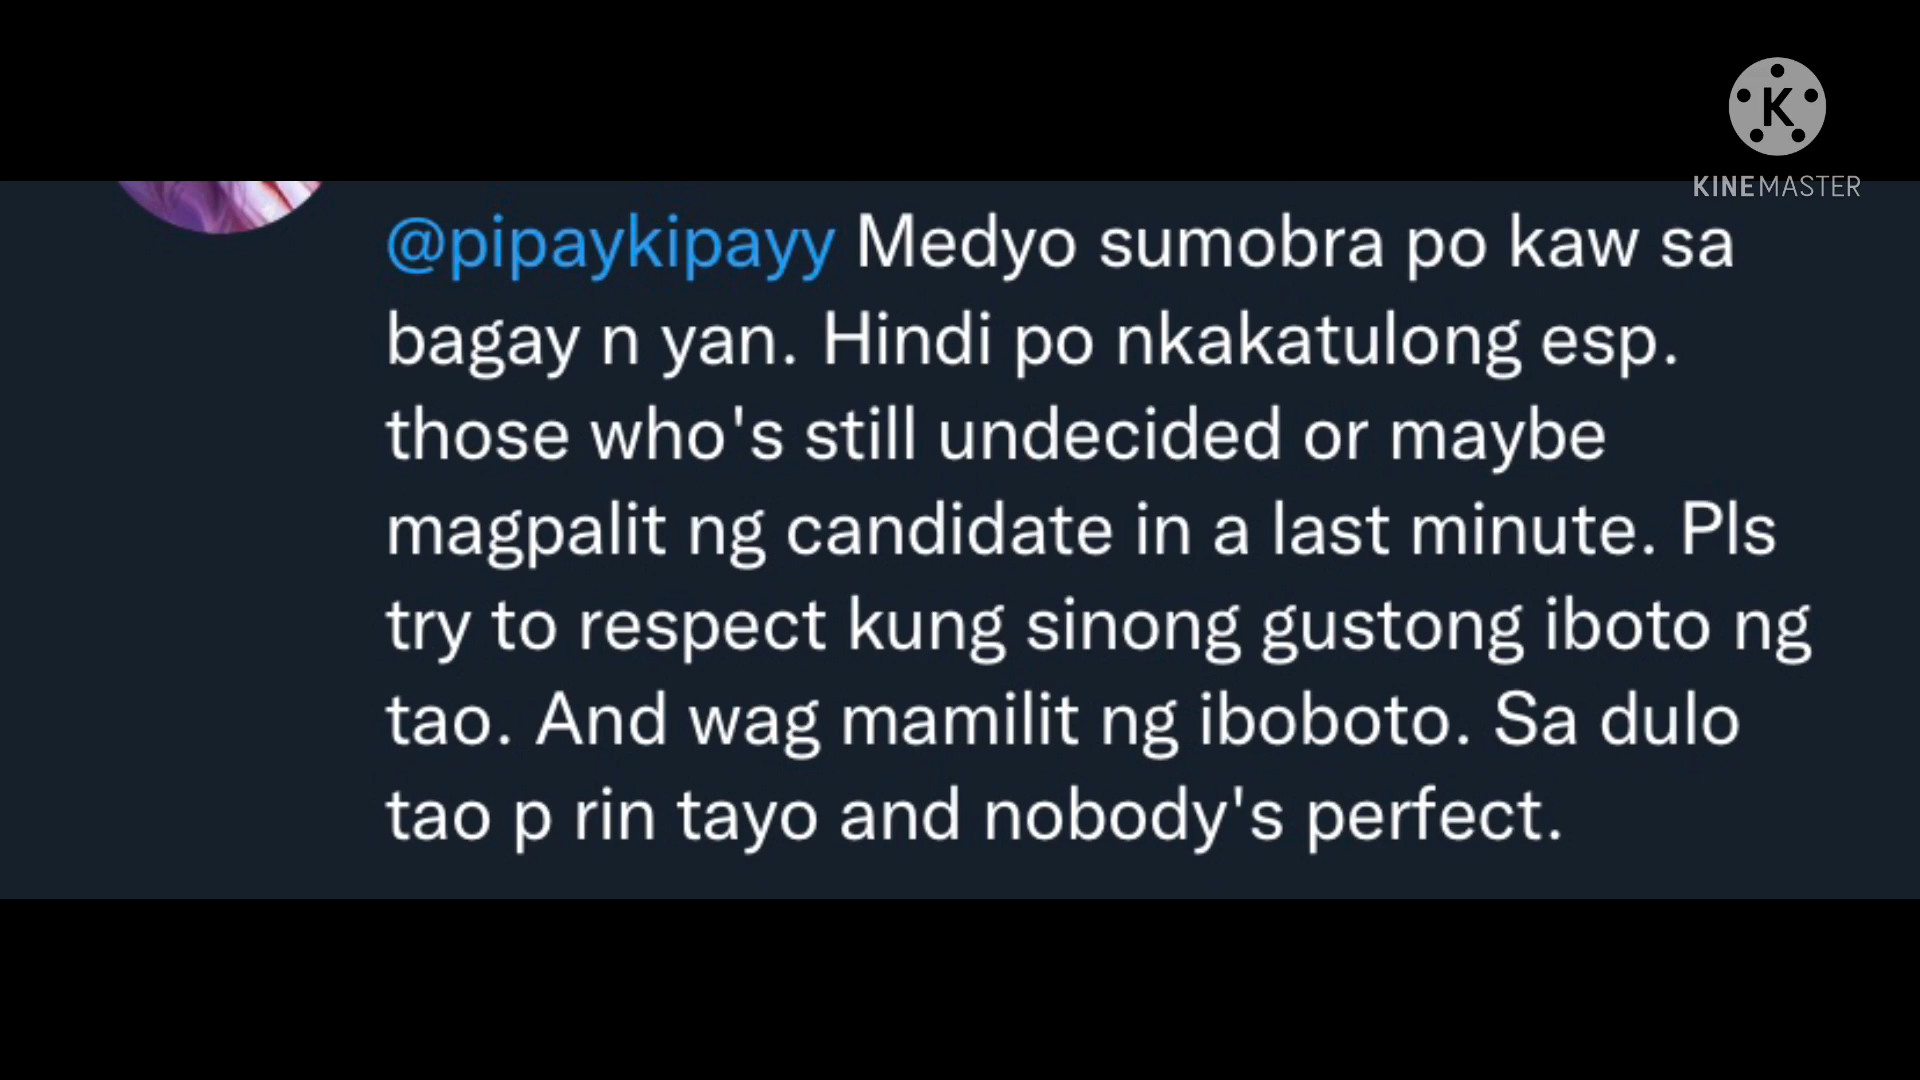 K
KINEMASTER
@pipaykipayy Medyo sumobra po kaw sa
bagay n yan. Hindi po nkakatulong esp.
those who's still undecided or maybe
magpalit ng candidate in a last minute. Pls
try to respect kung sinong gustong iboto ng
tao. And wag mamilit ng iboboto. Sa dulo
tao p rin tayo and nobody's perfect.